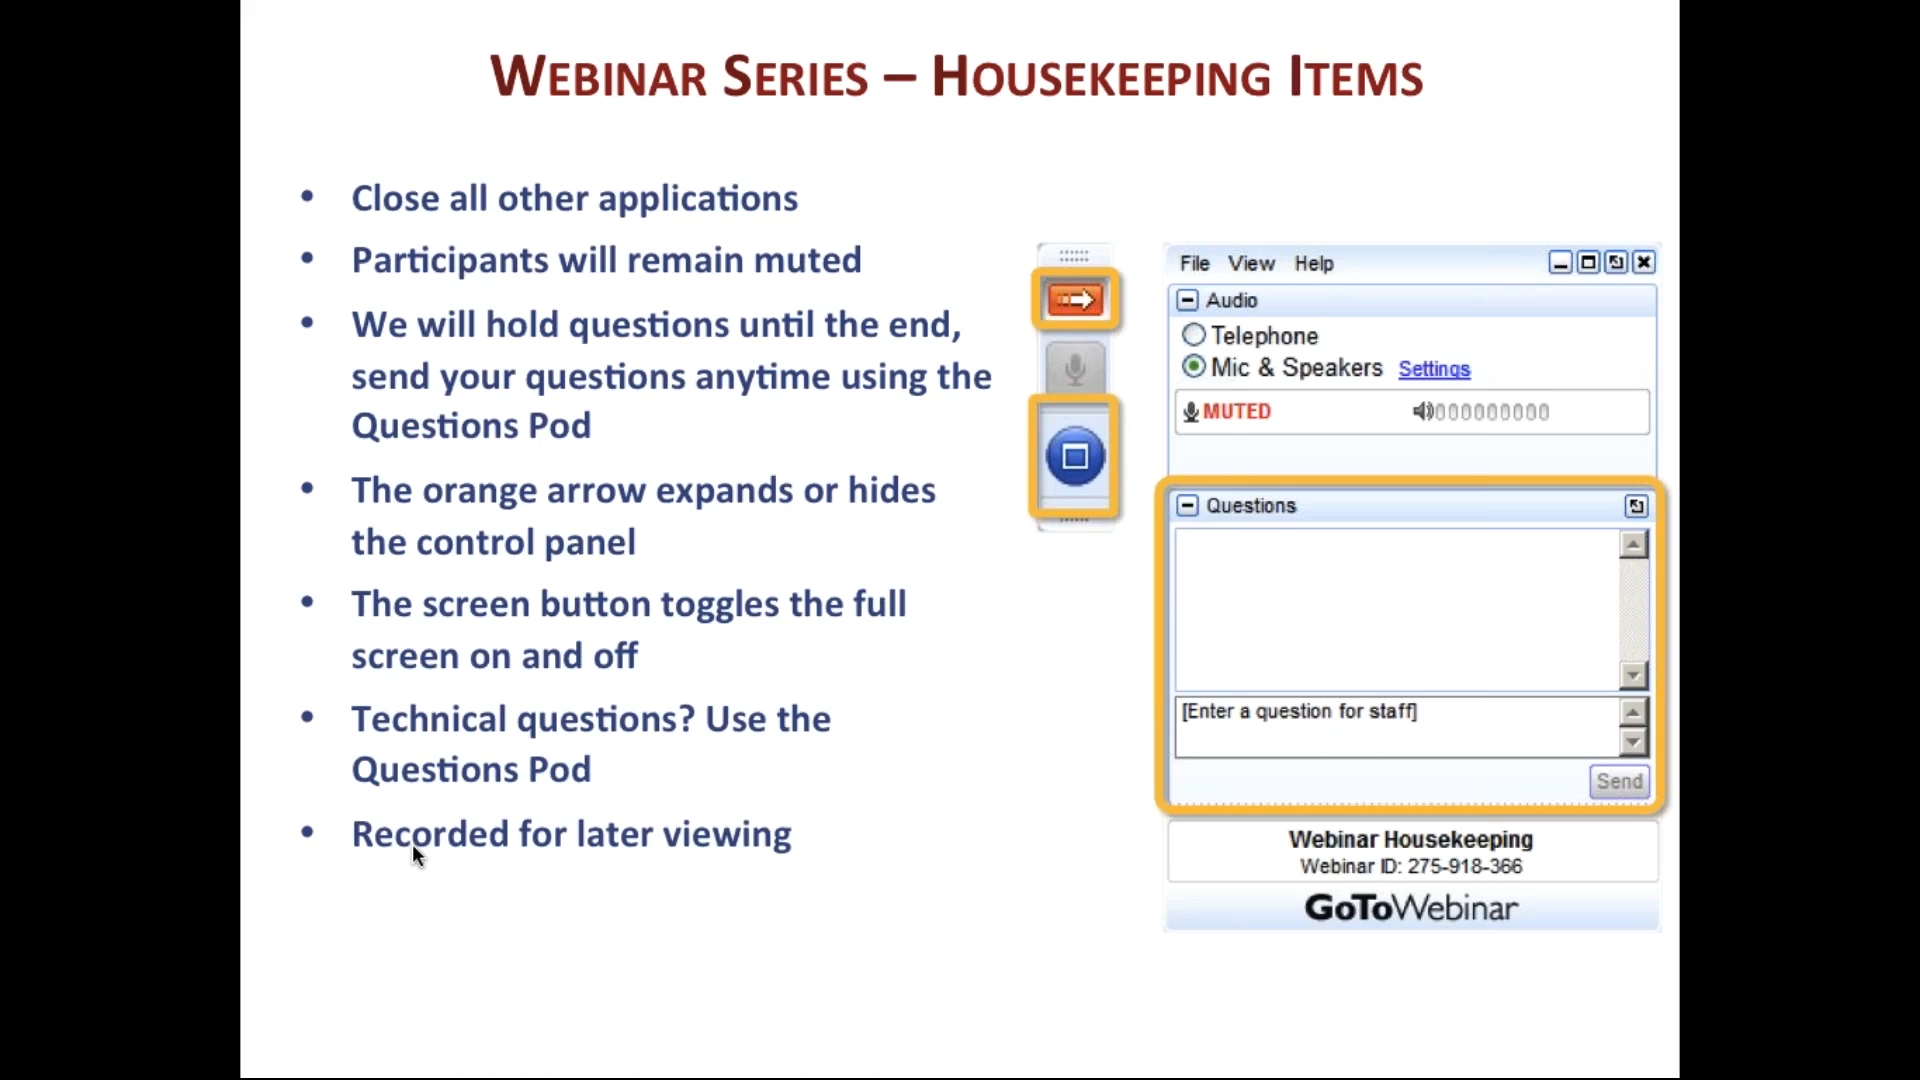 Webinar Series – Housekeeping Items
• Close all other applications
• Participants will remain muted
• We will hold questions until the end,
send your questions anytime using the
Questions Pod
• The orange arrow expands or hides
the control panel
• The screen button toggles the full
screen on and off
• Technical questions? Use the
Questions Pod
• Recorded for later viewing
File View Help
Audio
Telephone
Mic & Speakers Settings
MUTED 000000000
Questions
[Enter a question for staff]
Send
Webinar Housekeeping
Webinar ID: 275-918-366
GoToWebinar